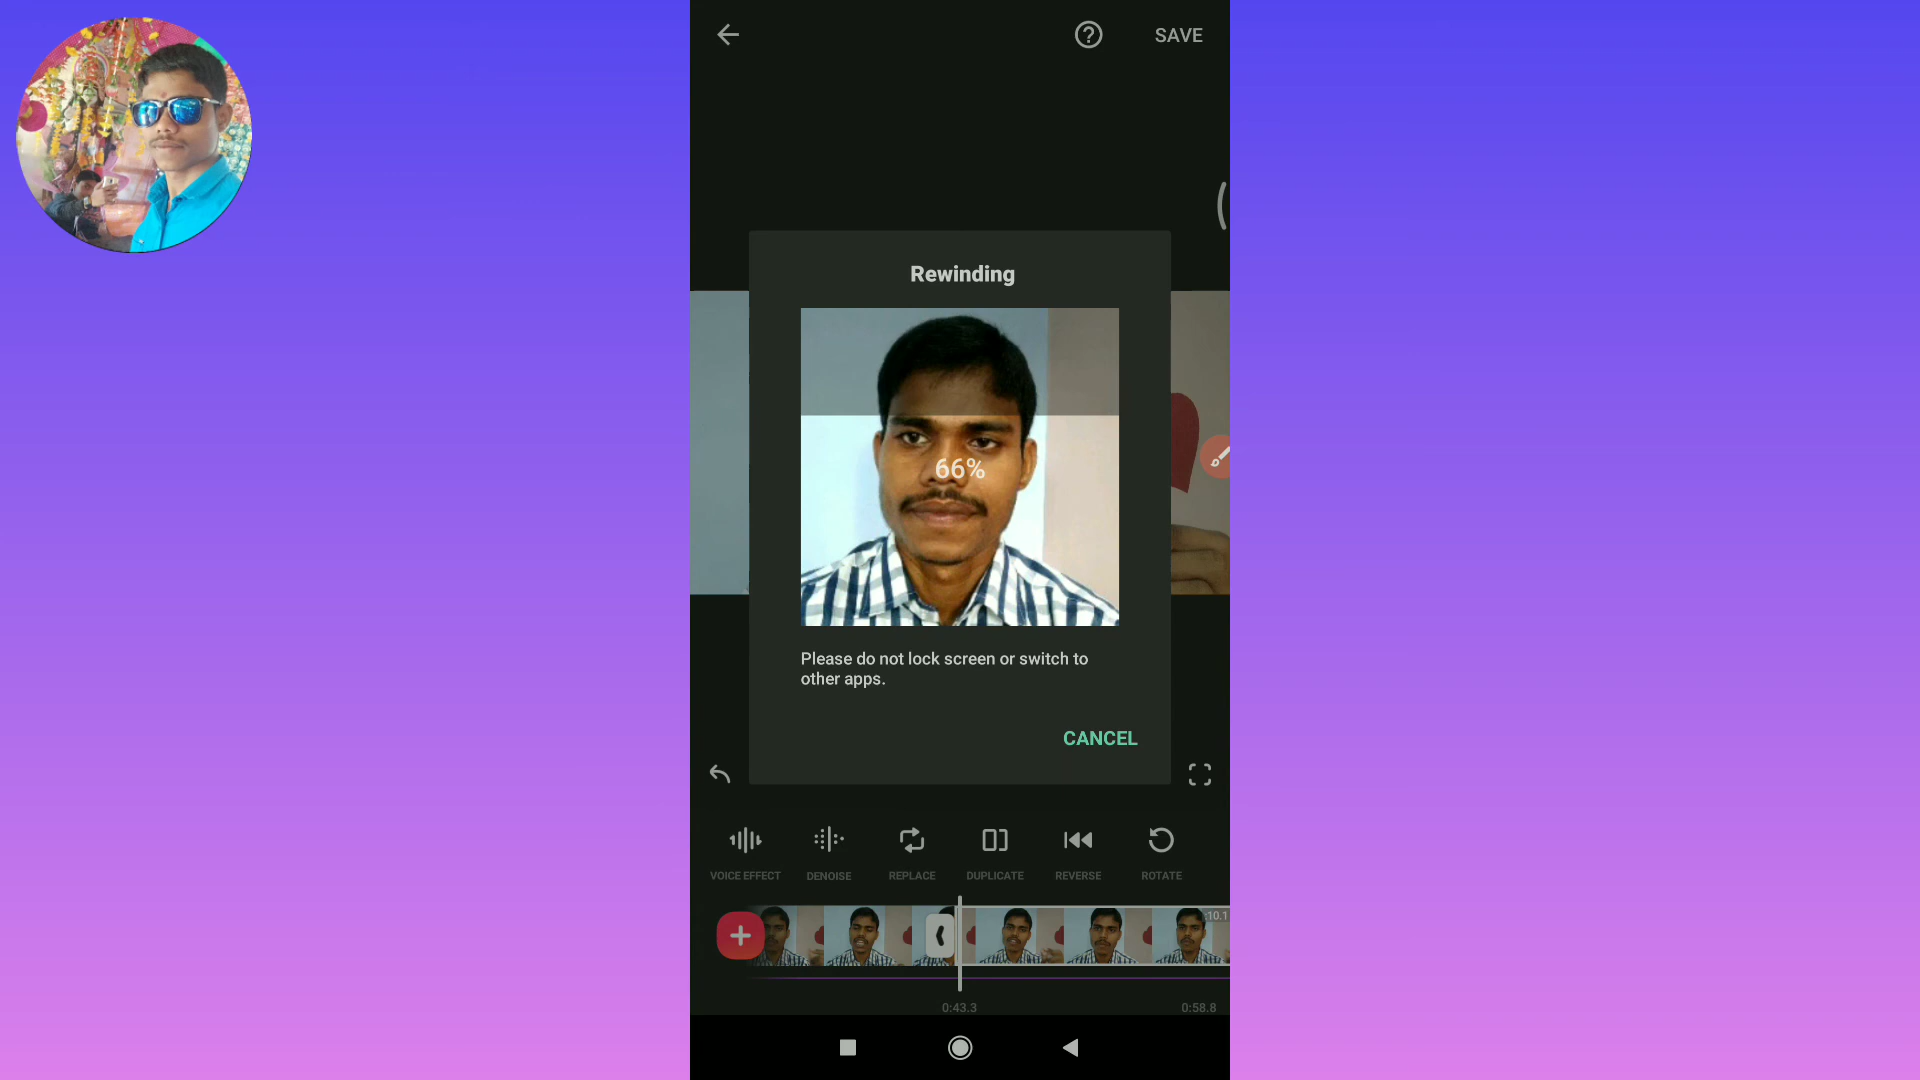 SAVE
Rewinding
66%
Please do not lock screen or switch to
other apps.
CANCEL
VOICE EFFECT DENOISE REPLACE DUPLICATE REVERSE ROTATE
:10.1
0:43.3 0:58.8